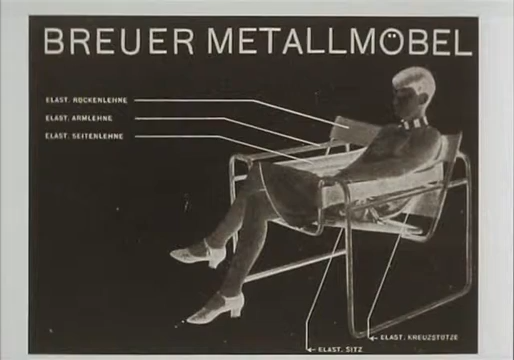 BREUER METALLMÖBEL
ELAST. RÜCKENLEHNE
ELAST. ARMLEHNE
ELAST. SEITENLEHNE
ELAST. KREUZSTÜTZE
ELAST. SITZ